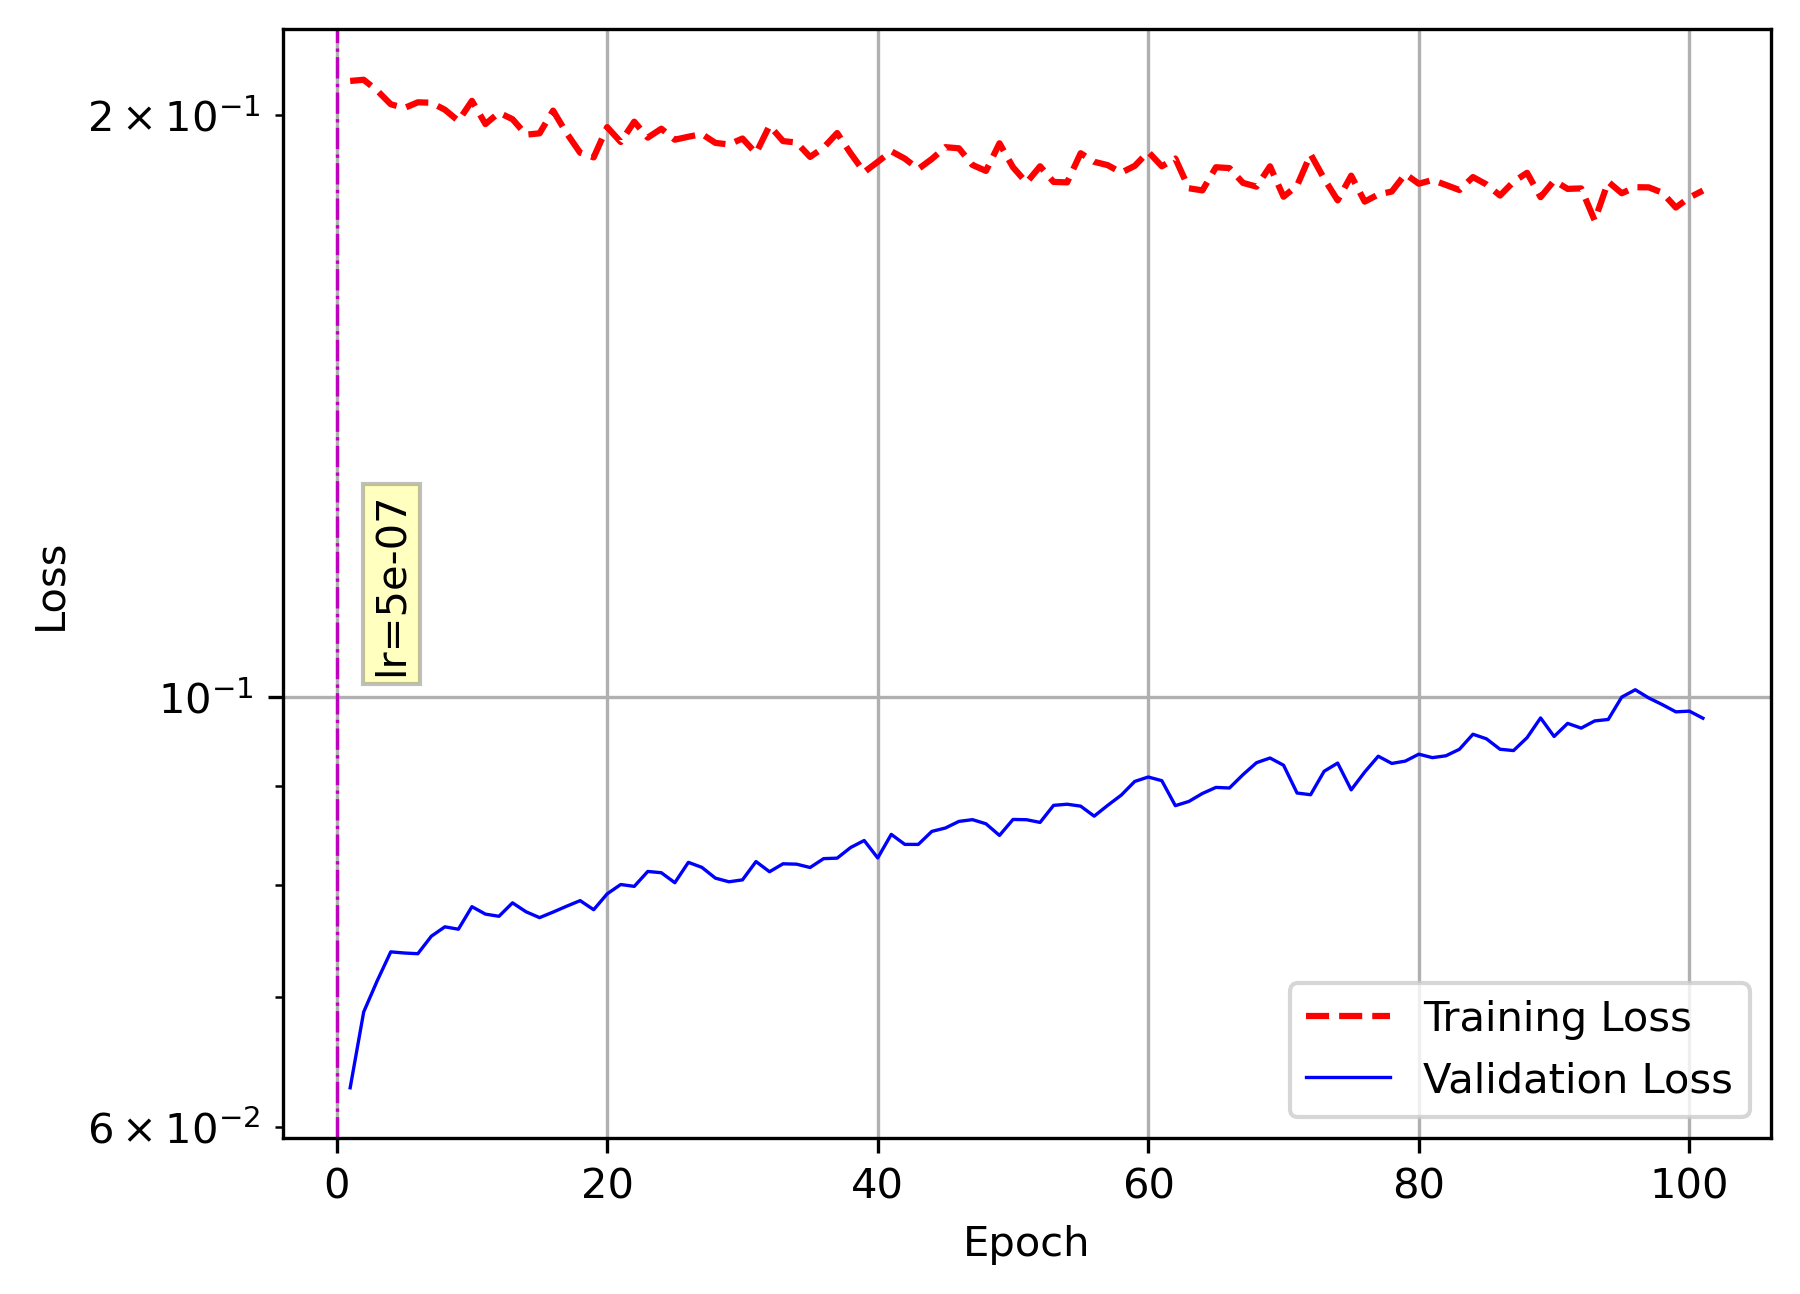 2 × 10⁻¹
10⁻¹
6 × 10⁻²
Loss
lr=5e-07
Training Loss
Validation Loss
0 20 40 60 80 100
Epoch